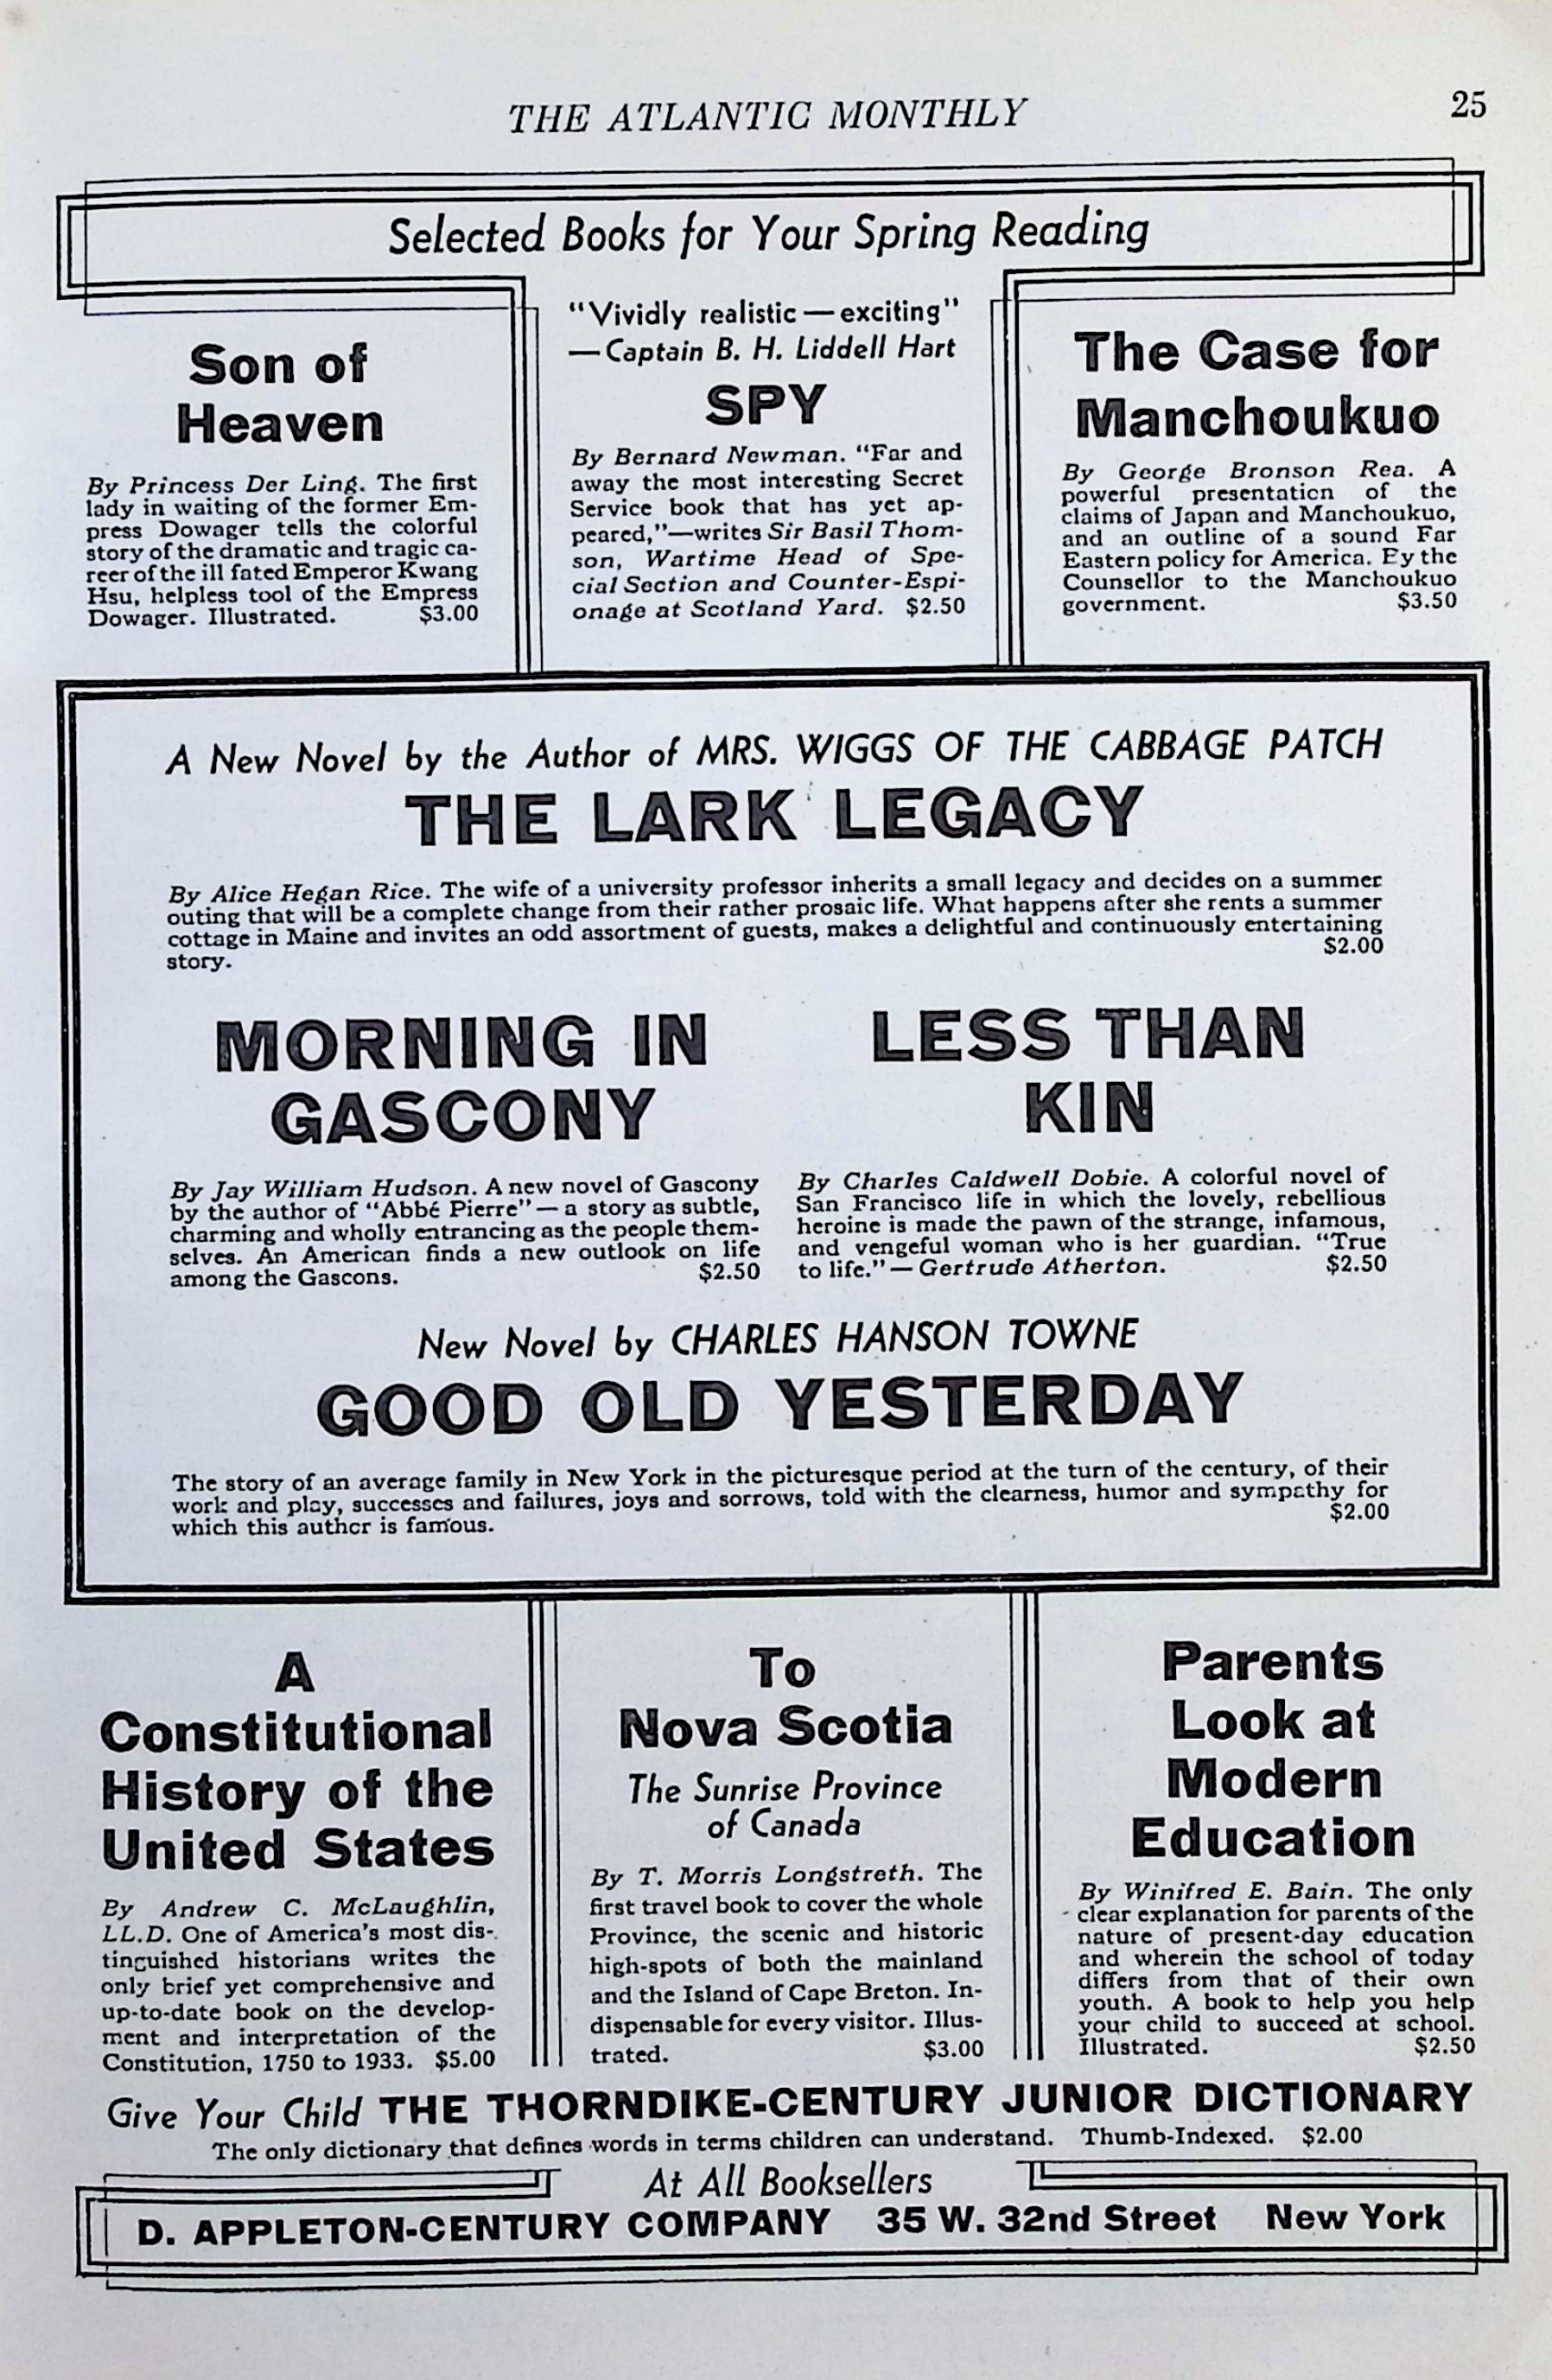 THE ATLANTIC MONTHLY
25
Selected Books for Your Spring Reading
Son of
Heaven
By Princess Der Ling. The first
lady in waiting of the former Em-
press Dowager tells the colorful
story of the dramatic and tragic ca-
reer of the ill fated Emperor Kwang
Hsu, helpless tool of the Empress
Dowager. Illustrated. $3.00
"Vividly realistic — exciting"
—Captain B. H. Liddell Hart
SPY
By Bernard Newman. "Far and
away the most interesting Secret
Service book that has yet ap-
peared,"—writes Sir Basil Thom-
son, Wartime Head of Spe-
cial Section and Counter-Espi-
onage at Scotland Yard. $2.50
The Case for
Manchoukuo
By George Bronson Rea. A
powerful presentation of the
claims of Japan and Manchoukuo,
and an outline of a sound Far
Eastern policy for America. By the
Counsellor to the Manchoukuo
government. $3.50
A New Novel by the Author of MRS. WIGGS OF THE CABBAGE PATCH
THE LARK LEGACY
By Alice Hegan Rice. The wife of a university professor inherits a small legacy and decides on a summer
outing that will be a complete change from their rather prosaic life. What happens after she rents a summer
cottage in Maine and invites an odd assortment of guests, makes a delightful and continuously entertaining
story. $2.00
MORNING IN
GASCONY
By Jay William Hudson. A new novel of Gascony
by the author of "Abbé Pierre" — a story as subtle,
charming and wholly entrancing as the people them-
selves. An American finds a new outlook on life
among the Gascons. $2.50
LESS THAN
KIN
By Charles Caldwell Dobie. A colorful novel of
San Francisco life in which the lovely, rebellious
heroine is made the pawn of the strange, infamous,
and vengeful woman who is her guardian. "True
to life." — Gertrude Atherton. $2.50
New Novel by CHARLES HANSON TOWNE
GOOD OLD YESTERDAY
The story of an average family in New York in the picturesque period at the turn of the century, of their
work and play, successes and failures, joys and sorrows, told with the clearness, humor and sympathy for
which this author is famous. $2.00
A
Constitutional
History of the
United States
By Andrew C. McLaughlin,
LL.D. One of America's most dis-
tinguished historians writes the
only brief yet comprehensive and
up-to-date book on the develop-
ment and interpretation of the
Constitution, 1750 to 1933. $5.00
To
Nova Scotia
The Sunrise Province
of Canada
By T. Morris Longstreth. The
first travel book to cover the whole
Province, the scenic and historic
high-spots of both the mainland
and the Island of Cape Breton. In-
dispensable for every visitor. Illus-
trated. $3.00
Parents
Look at
Modern
Education
By Winifred E. Bain. The only
clear explanation for parents of the
nature of present-day education
and wherein the school of today
differs from that of their own
youth. A book to help you help
your child to succeed at school.
Illustrated. $2.50
Give Your Child THE THORNDIKE-CENTURY JUNIOR DICTIONARY
The only dictionary that defines words in terms children can understand. Thumb-Indexed. $2.00
At All Booksellers
D. APPLETON-CENTURY COMPANY 35 W. 32nd Street New York